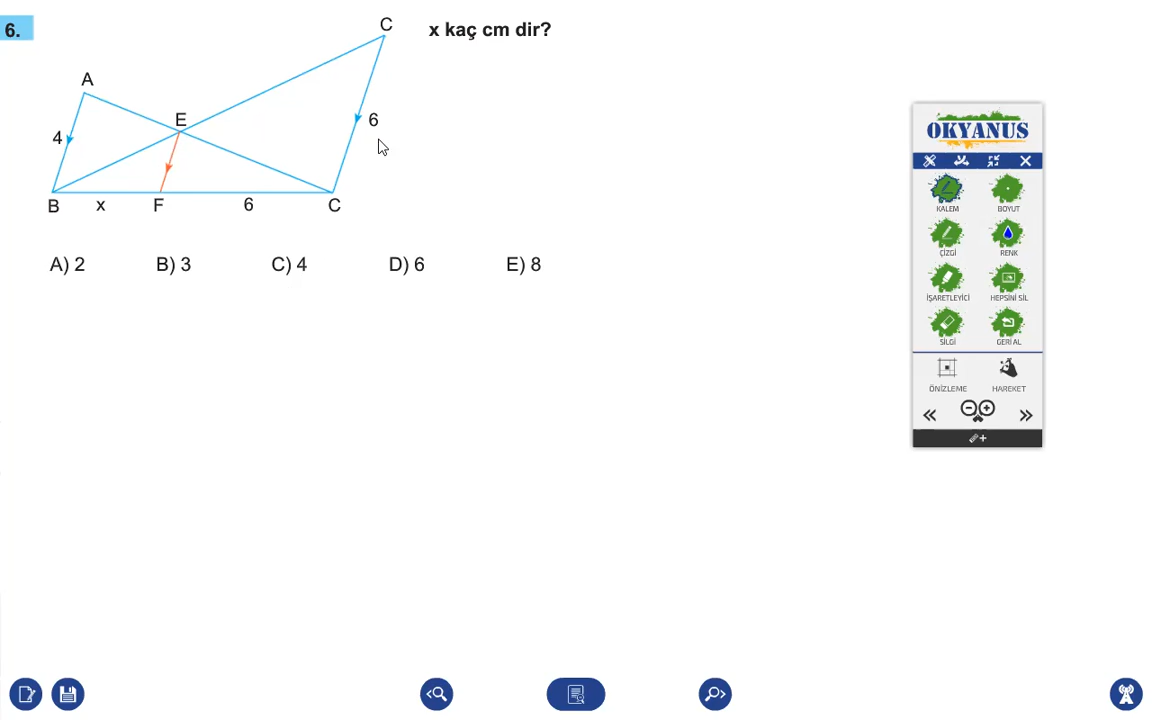 6.
x kaç cm dir?
C
A
E
4
6
B
x
F
6
C
A) 2 B) 3 C) 4 D) 6 E) 8
OKYANUS
KALEM BOYUT
ÇİZGİ RENK
İŞARETLEYİCİ HEPSİNİ SİL
SİLGİ GERİ AL
ÖNİZLEME HAREKET